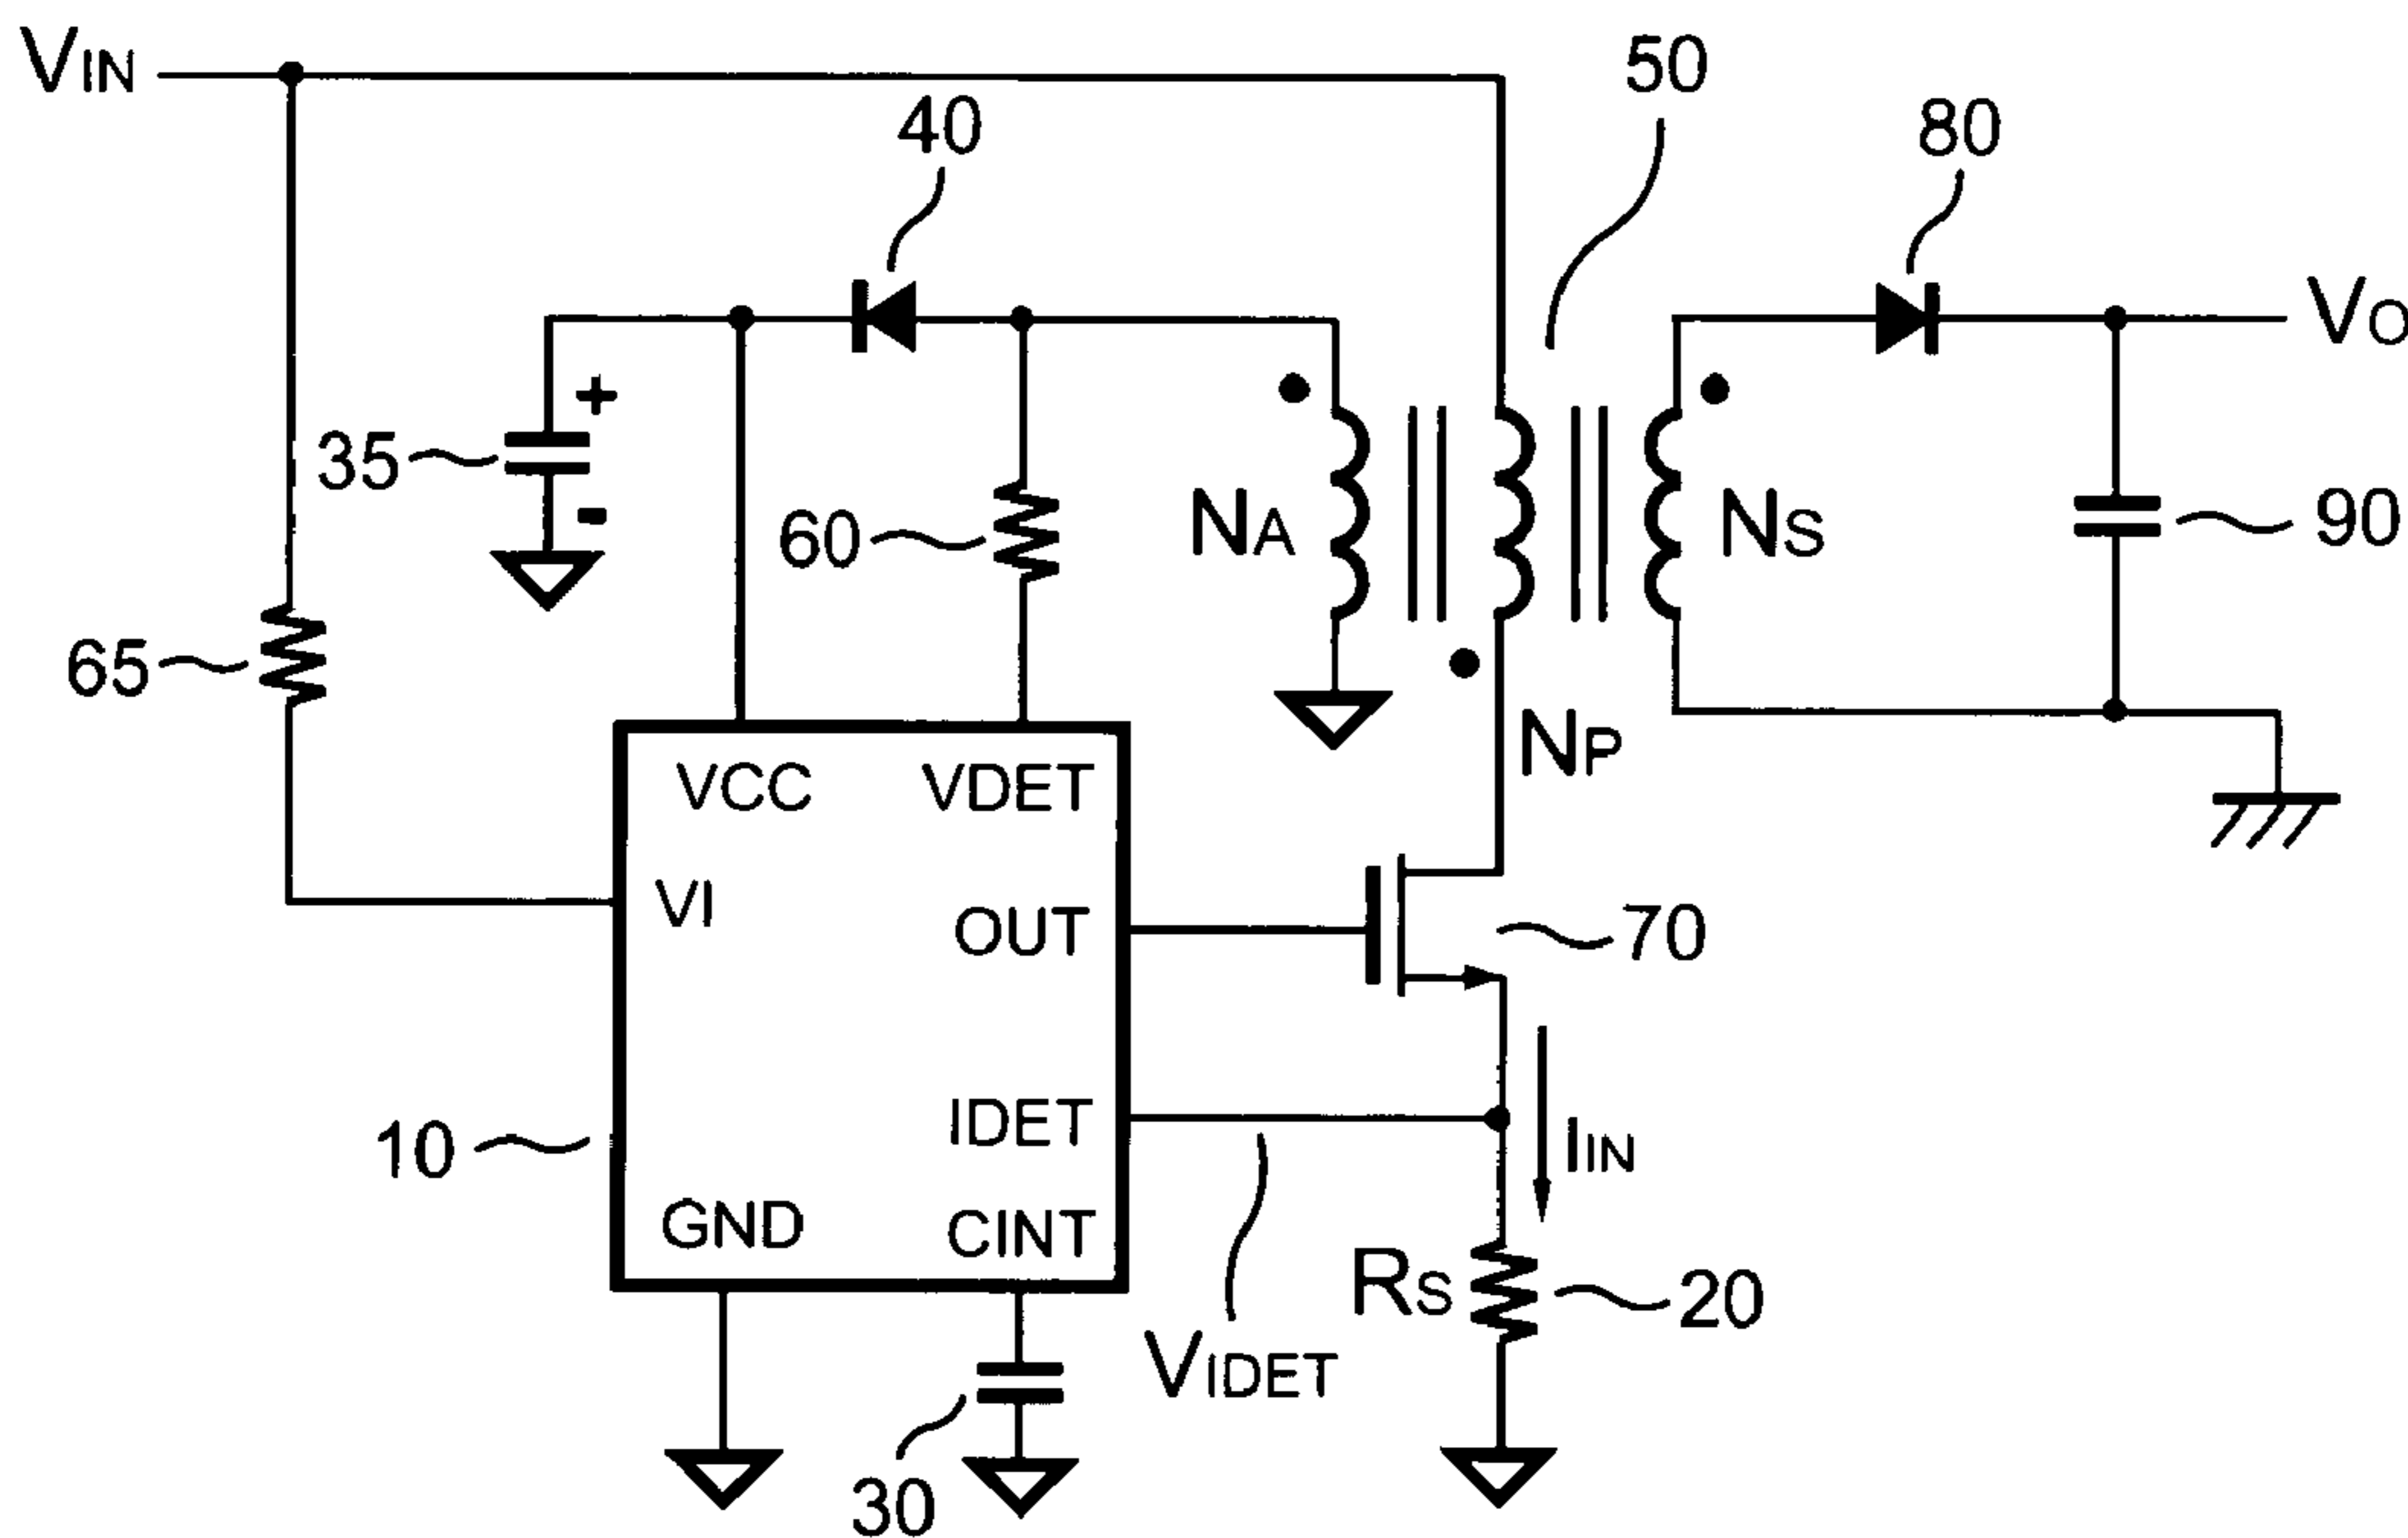 VIN
50
40
80
VO
+
35
-
60
NA
NS
90
65
NP
VCC VDET
VI
OUT
70
IDET
IIN
10
GND
CINT
RS
20
VIDET
30